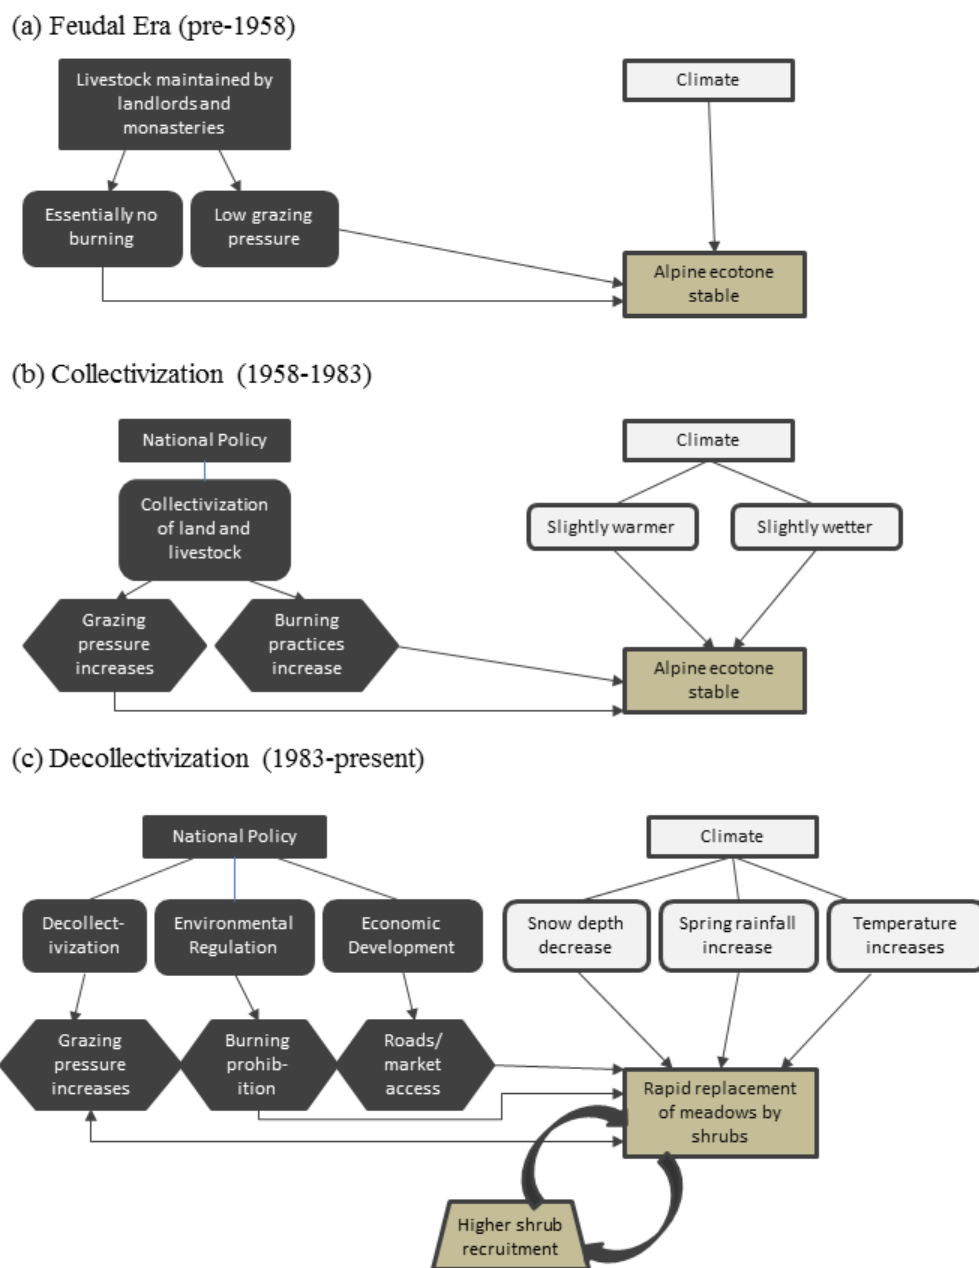 (a) Feudal Era (pre-1958)
Livestock maintained by
landlords and
monasteries
Climate
Essentially no
burning
Low grazing
pressure
Alpine ecotone
stable
(b) Collectivization (1958-1983)
National Policy
Climate
Collectivization
of land and
livestock
Slightly warmer
Slightly wetter
Grazing
pressure
increases
Burning
practices
increase
Alpine ecotone
stable
(c) Decollectivization (1983-present)
National Policy
Climate
Decollect-
ivization
Environmental
Regulation
Economic
Development
Snow depth
decrease
Spring rainfall
increase
Temperature
increases
Grazing
pressure
increases
Burning
prohib-
ition
Roads/
market
access
Rapid replacement
of meadows by
shrubs
Higher shrub
recruitment